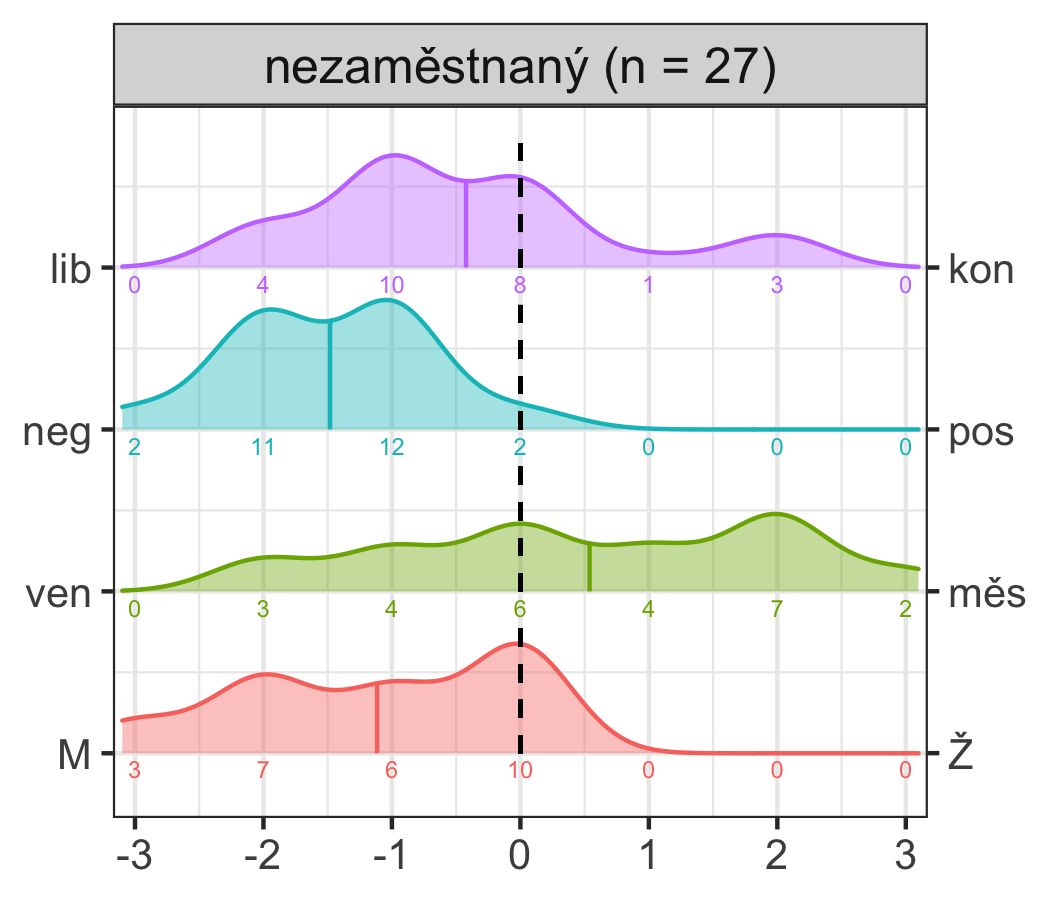 nezaměstnaný (n = 27)
lib kon
0 4 10 8 1 3 0
neg pos
2 11 12 2 0 0 0
ven měs
0 3 4 6 4 7 2
M Ž
3 7 6 10 0 0 0
-3 -2 -1 0 1 2 3